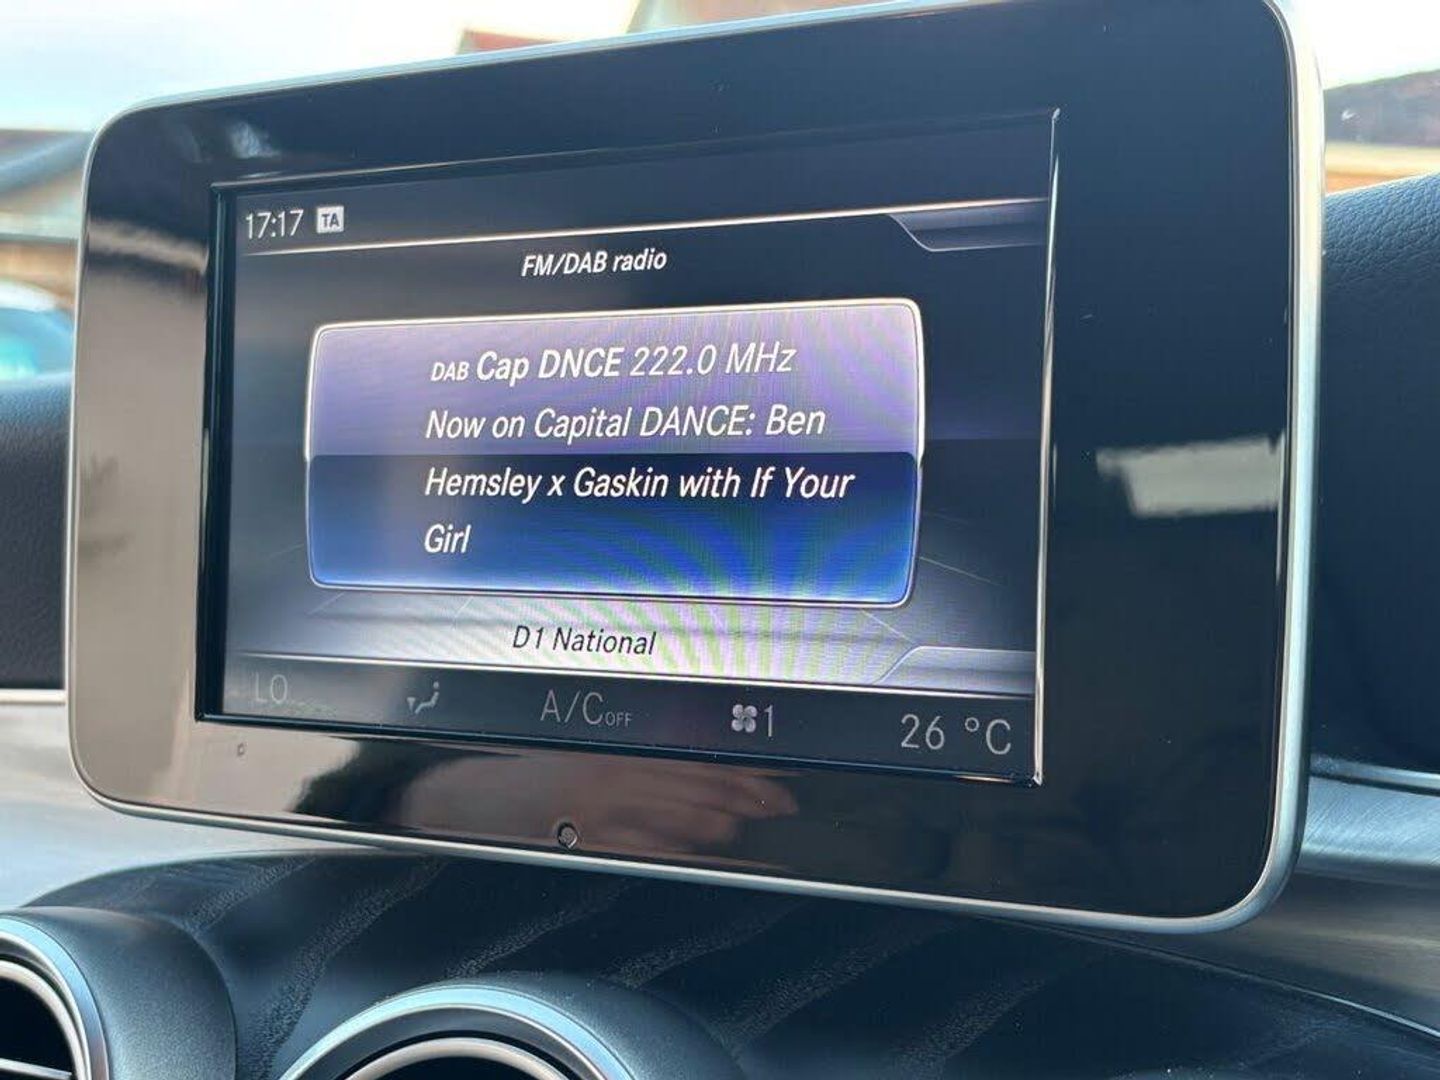 17:17 TA
FM/DAB radio
DAB Cap DNCE 222.0 MHz
Now on Capital DANCE: Ben
Hemsley x Gaskin with If Your
Girl
D1 National
LO A/C OFF 1 26 °C